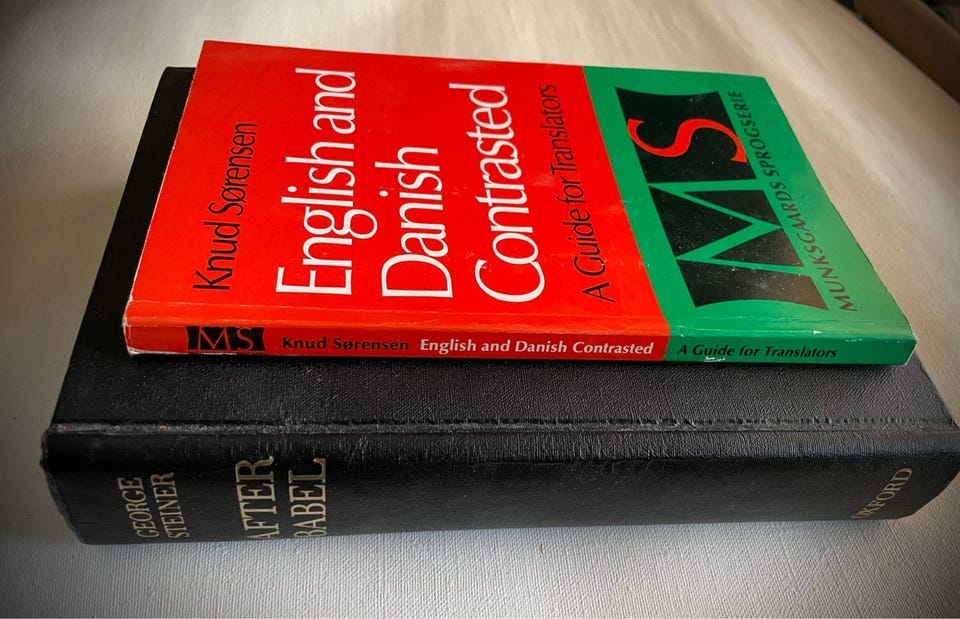 Knud Sørensen
English and
Danish
Contrasted
A Guide for Translators
MS
MUNKSGAARDS SPROGSERIE
MS Knud Sørensen English and Danish Contrasted A Guide for Translators
GEORGE
STEINER
AFTER
BABEL
OXFORD